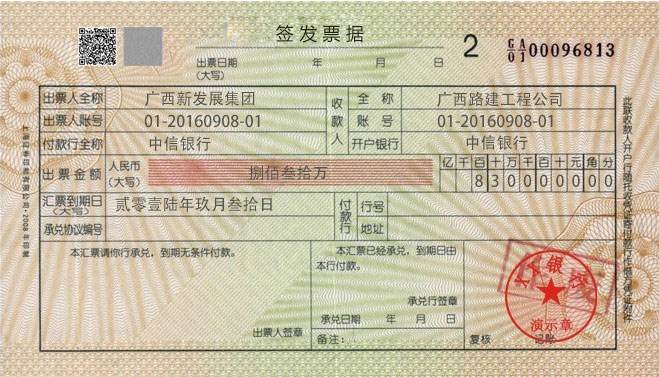 签发票据
出票日期
(大写) 年 月 日
2 GA/01 00096813
出票人全称 广西新发展集团 收款人 全称 广西路建工程公司
出票人账号 01-20160908-01 账号 01-20160908-01
付款行全称 中信银行 开户银行 中信银行
出票金额 人民币(大写) 捌佰叁拾万 亿千百十万千百十元角分
830000000
汇票到期日(大写) 贰零壹陆年玖月叁拾日 付款行 行号
承兑协议编号 地址
本汇票请你行承兑，到期无条件付款。
出票人签章
本汇票已经承兑，到期日由
本行付款。
承兑行签章
承兑日期 年 月 日
备注：
复核 记账
银行
演示章
此联收款人开户行随托收凭证寄付款行作借方凭证附件